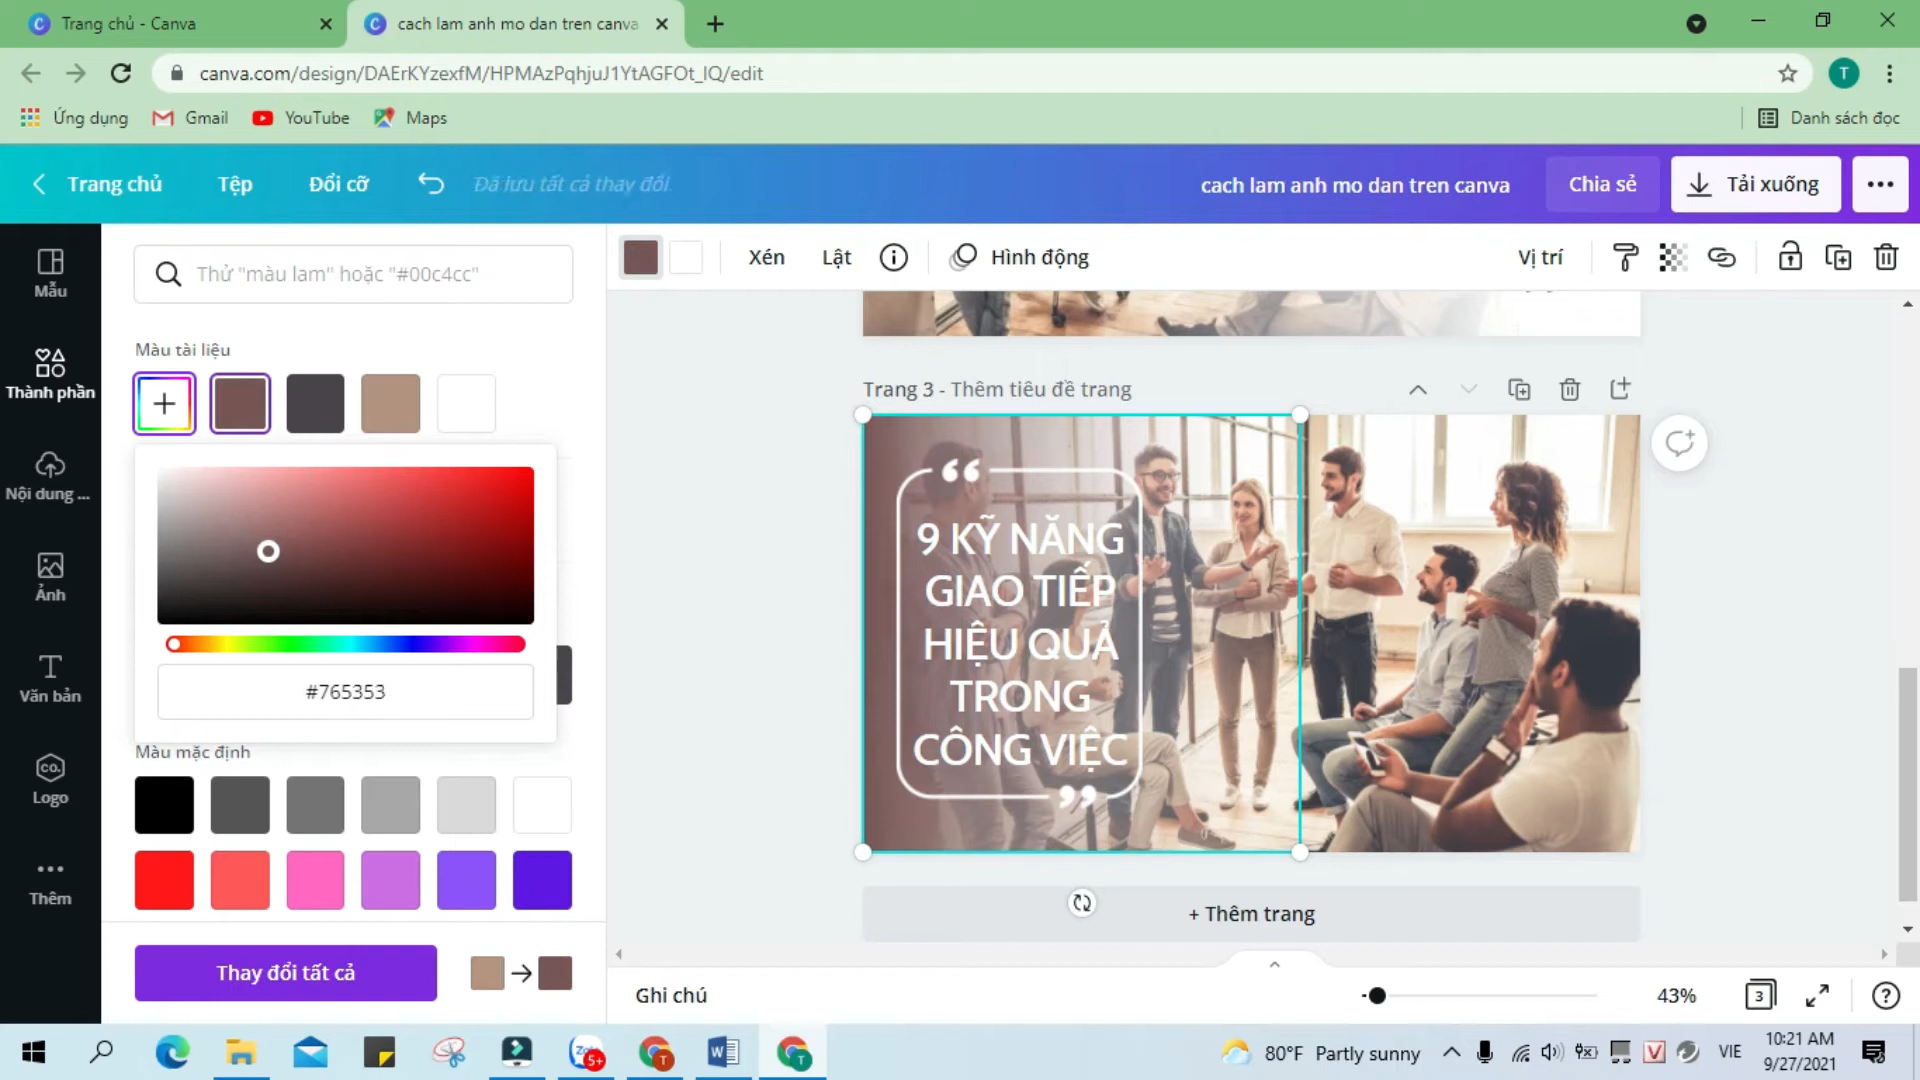 Trang chủ - Canva
cach lam anh mo dan tren canva
canva.com/design/DAErKYzexfM/HPMAzPqhjuJ1YtAGFOt_lQ/edit
T
Ứng dụng
Gmail
YouTube
Maps
Danh sách đọc
Trang chủ
Tệp
Đổi cỡ
Đã lưu tất cả thay đổi.
cach lam anh mo dan tren canva
Chia sẻ
Tải xuống
Thử "màu lam" hoặc "#00c4cc"
Xén
Lật
Hình động
Vị trí
Mẫu
Thành phần
Nội dung ...
Ảnh
Văn bản
CO.
Logo
Thêm
Màu tài liệu
#765353
Màu mặc định
Thay đổi tất cả
Trang 3 - Thêm tiêu đề trang
“
9 KỸ NĂNG
GIAO TIẾP
HIỆU QUẢ
TRONG
CÔNG VIỆC
”
+ Thêm trang
Ghi chú
43%
3
5+
T
T
80°F Partly sunny
VIE
10:21 AM
9/27/2021